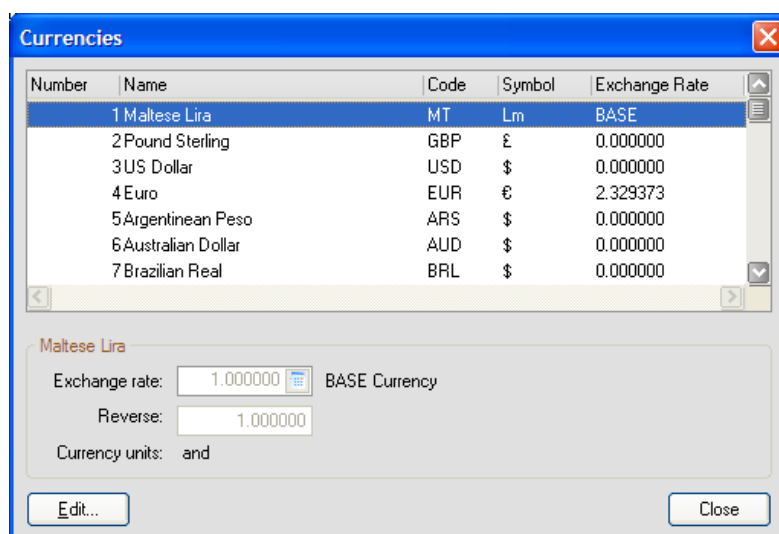 Currencies
Number Name Code Symbol Exchange Rate
1 Maltese Lira MT Lm BASE
2 Pound Sterling GBP £ 0.000000
3 US Dollar USD $ 0.000000
4 Euro EUR € 2.329373
5 Argentinean Peso ARS $ 0.000000
6 Australian Dollar AUD $ 0.000000
7 Brazilian Real BRL $ 0.000000
Maltese Lira
Exchange rate: 1.000000 BASE Currency
Reverse: 1.000000
Currency units: and
Edit... Close